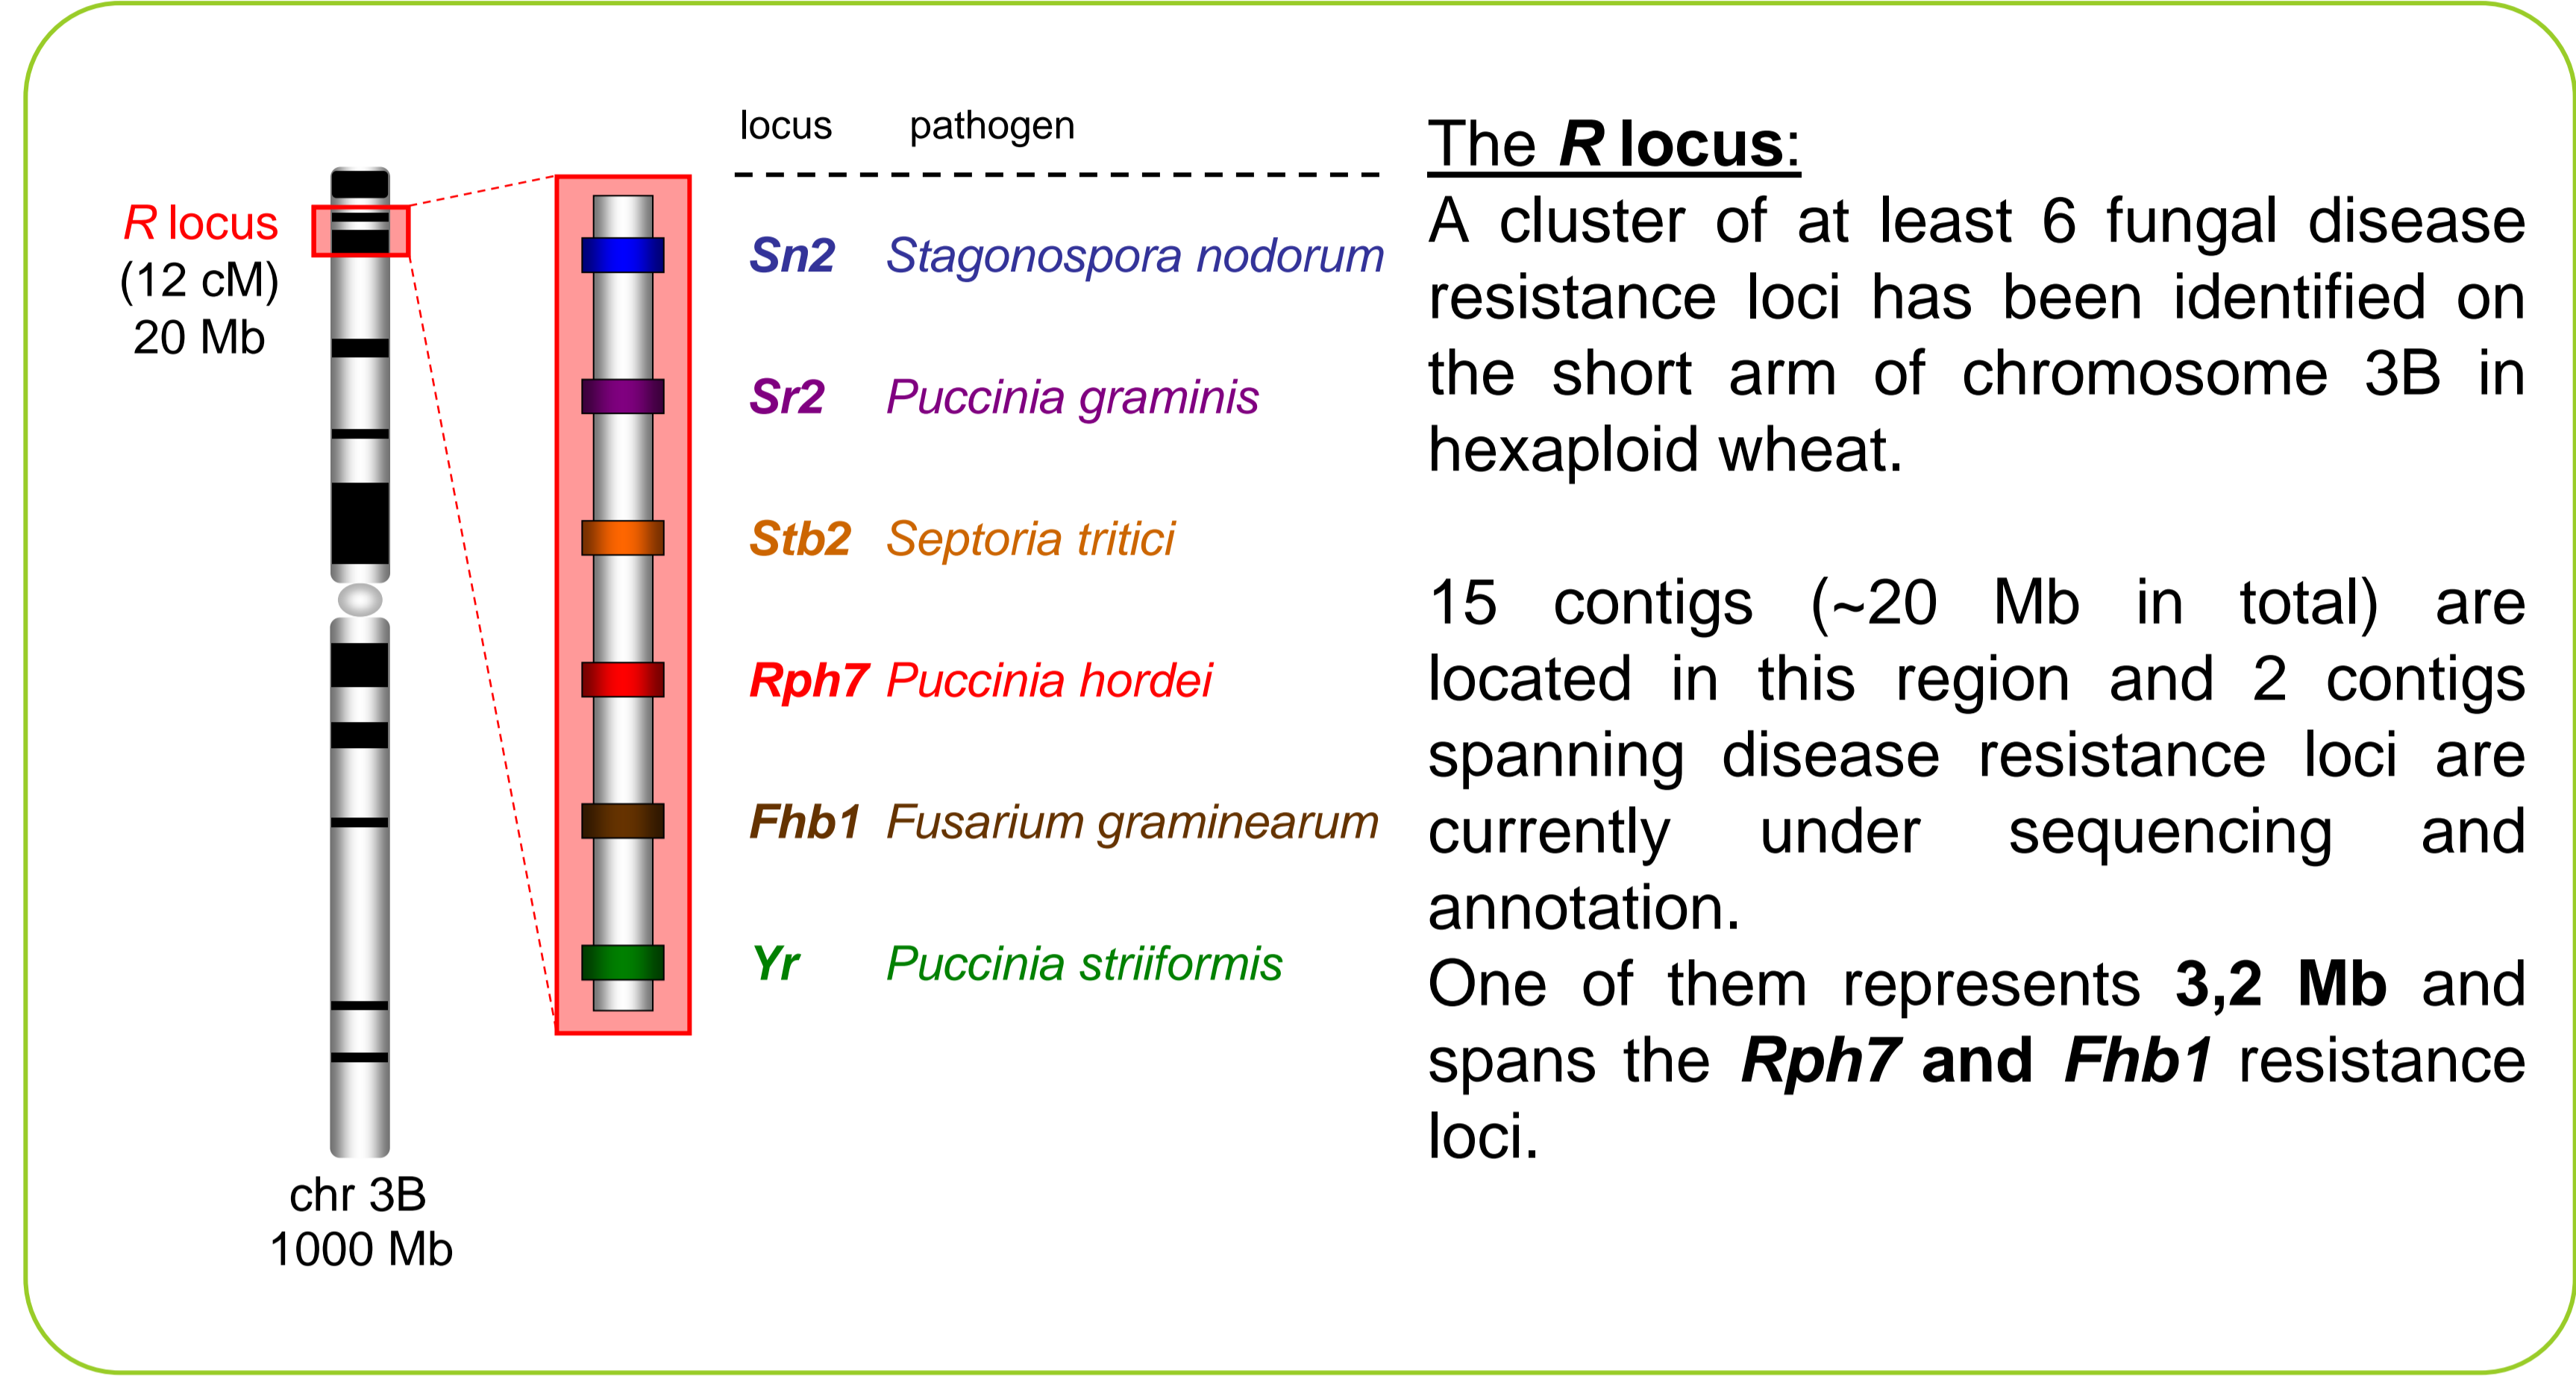 locus pathogen
R locus
(12 cM)
20 Mb
Sn2 Stagonospora nodorum
Sr2 Puccinia graminis
Stb2 Septoria tritici
Rph7 Puccinia hordei
Fhb1 Fusarium graminearum
Yr Puccinia striiformis
chr 3B
1000 Mb
The R locus:
A cluster of at least 6 fungal disease
resistance loci has been identified on
the short arm of chromosome 3B in
hexaploid wheat.
15 contigs (~20 Mb in total) are
located in this region and 2 contigs
spanning disease resistance loci are
currently under sequencing and
annotation.
One of them represents 3,2 Mb and
spans the Rph7 and Fhb1 resistance
loci.